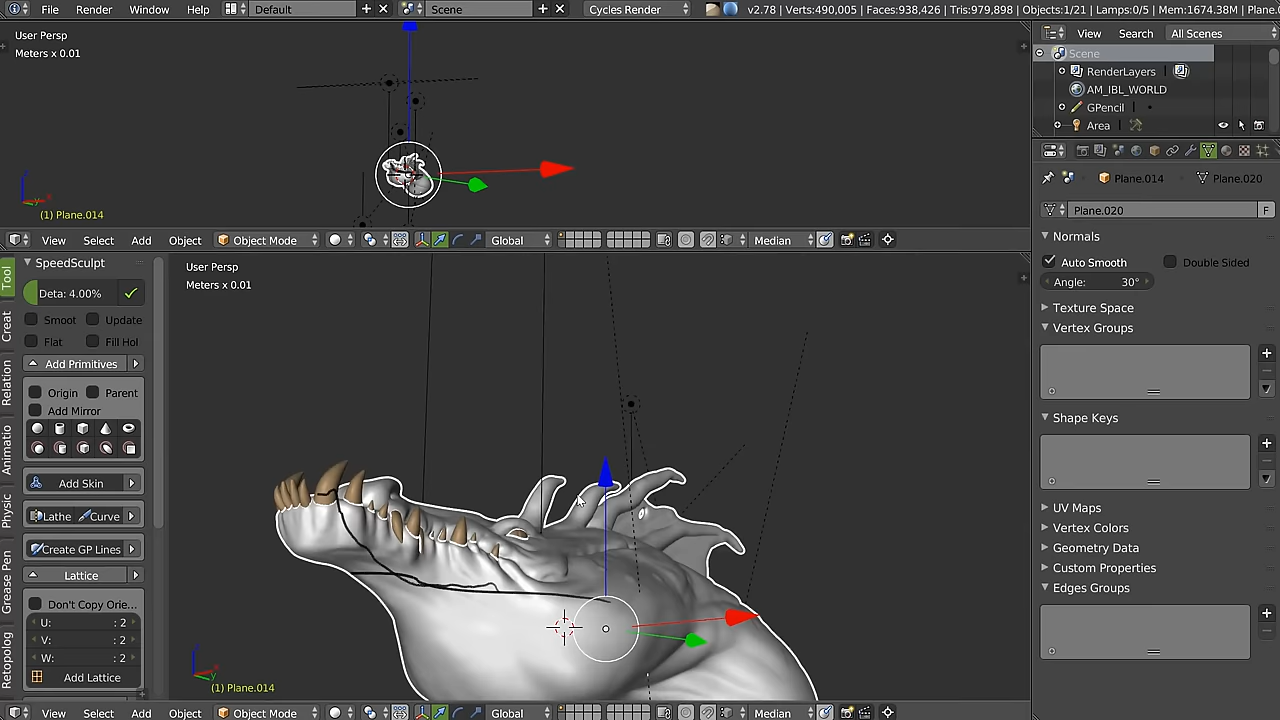 File Render Window Help Default Scene Cycles Render v2.78 | Verts:490,005 | Faces:938,426 | Tris:979,898 | Objects:1/21 | Lamps:0/5 | Mem:1674.38M | Plane.
User Persp
Meters x 0.01
(1) Plane.014
View Select Add Object Object Mode Global Median
Tool
Creat
Relation
Animatio
Physic
Grease Pen
Retopolog
SpeedSculpt
Deta: 4.00%
Smoot Update
Flat Fill Hol
Add Primitives
Origin Parent
Add Mirror
Add Skin
Lathe Curve
Create GP Lines
Lattice
Don't Copy Orie...
U: : 2
V: : 2
W: : 2
Add Lattice
User Persp
Meters x 0.01
(1) Plane.014
View Select Add Object Object Mode Global Median
View Search All Scenes
Scene
RenderLayers
AM_IBL_WORLD
GPencil
Area
Plane.014 Plane.020
Plane.020 F
Normals
Auto Smooth Double Sided
Angle: 30°
Texture Space
Vertex Groups
Shape Keys
UV Maps
Vertex Colors
Geometry Data
Custom Properties
Edges Groups